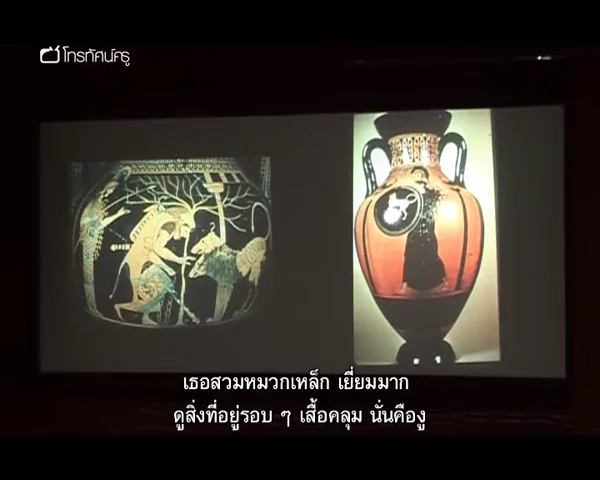 โทรทัศน์ครู
เธอสวมหมวกเหล็ก เยี่ยมมาก
ดูสิ่งที่อยู่รอบ ๆ เสื้อคลุม นั่นคืองู